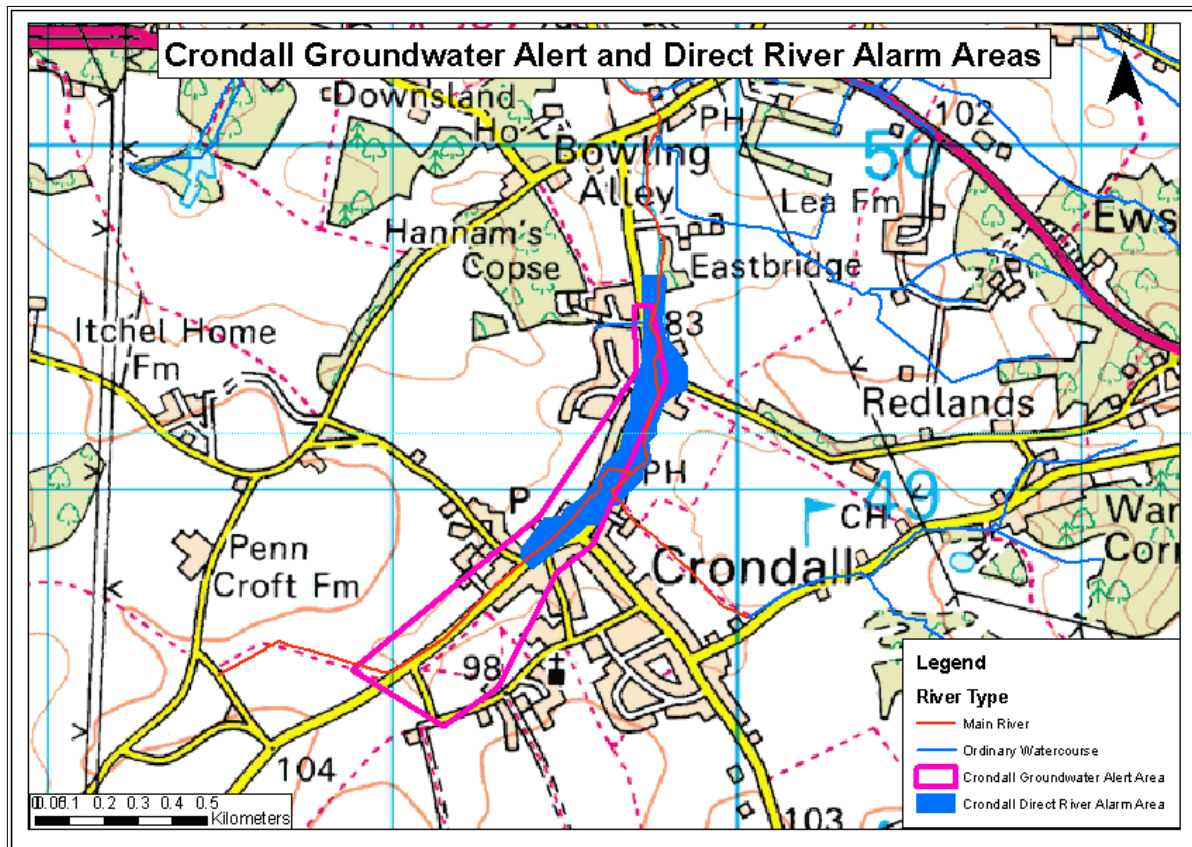 Crondall Groundwater Alert and Direct River Alarm Areas
Downsland
Ho
PH
102
Bowling
Alley
50
Lea Fm
Ews
Hannam's
Copse
Eastbridge
83
Itchel Home
Fm
Redlands
P
PH
49
CH
War
Corr
Penn
Croft Fm
Crondall
98
104
103
Legend
River Type
Main River
Ordinary Watercourse
Crondall Groundwater Alert Area
Crondall Direct River Alarm Area
0.1 0.2 0.3 0.4 0.5
Kilometers